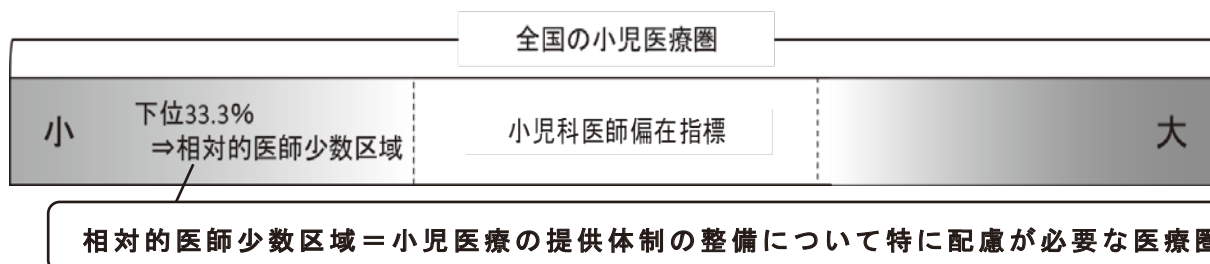 全国の小児医療圏
小
下位33.3%
⇒相対的医師少数区域
小児科医師偏在指標
大
相対的医師少数区域＝小児医療の提供体制の整備について特に配慮が必要な医療圏